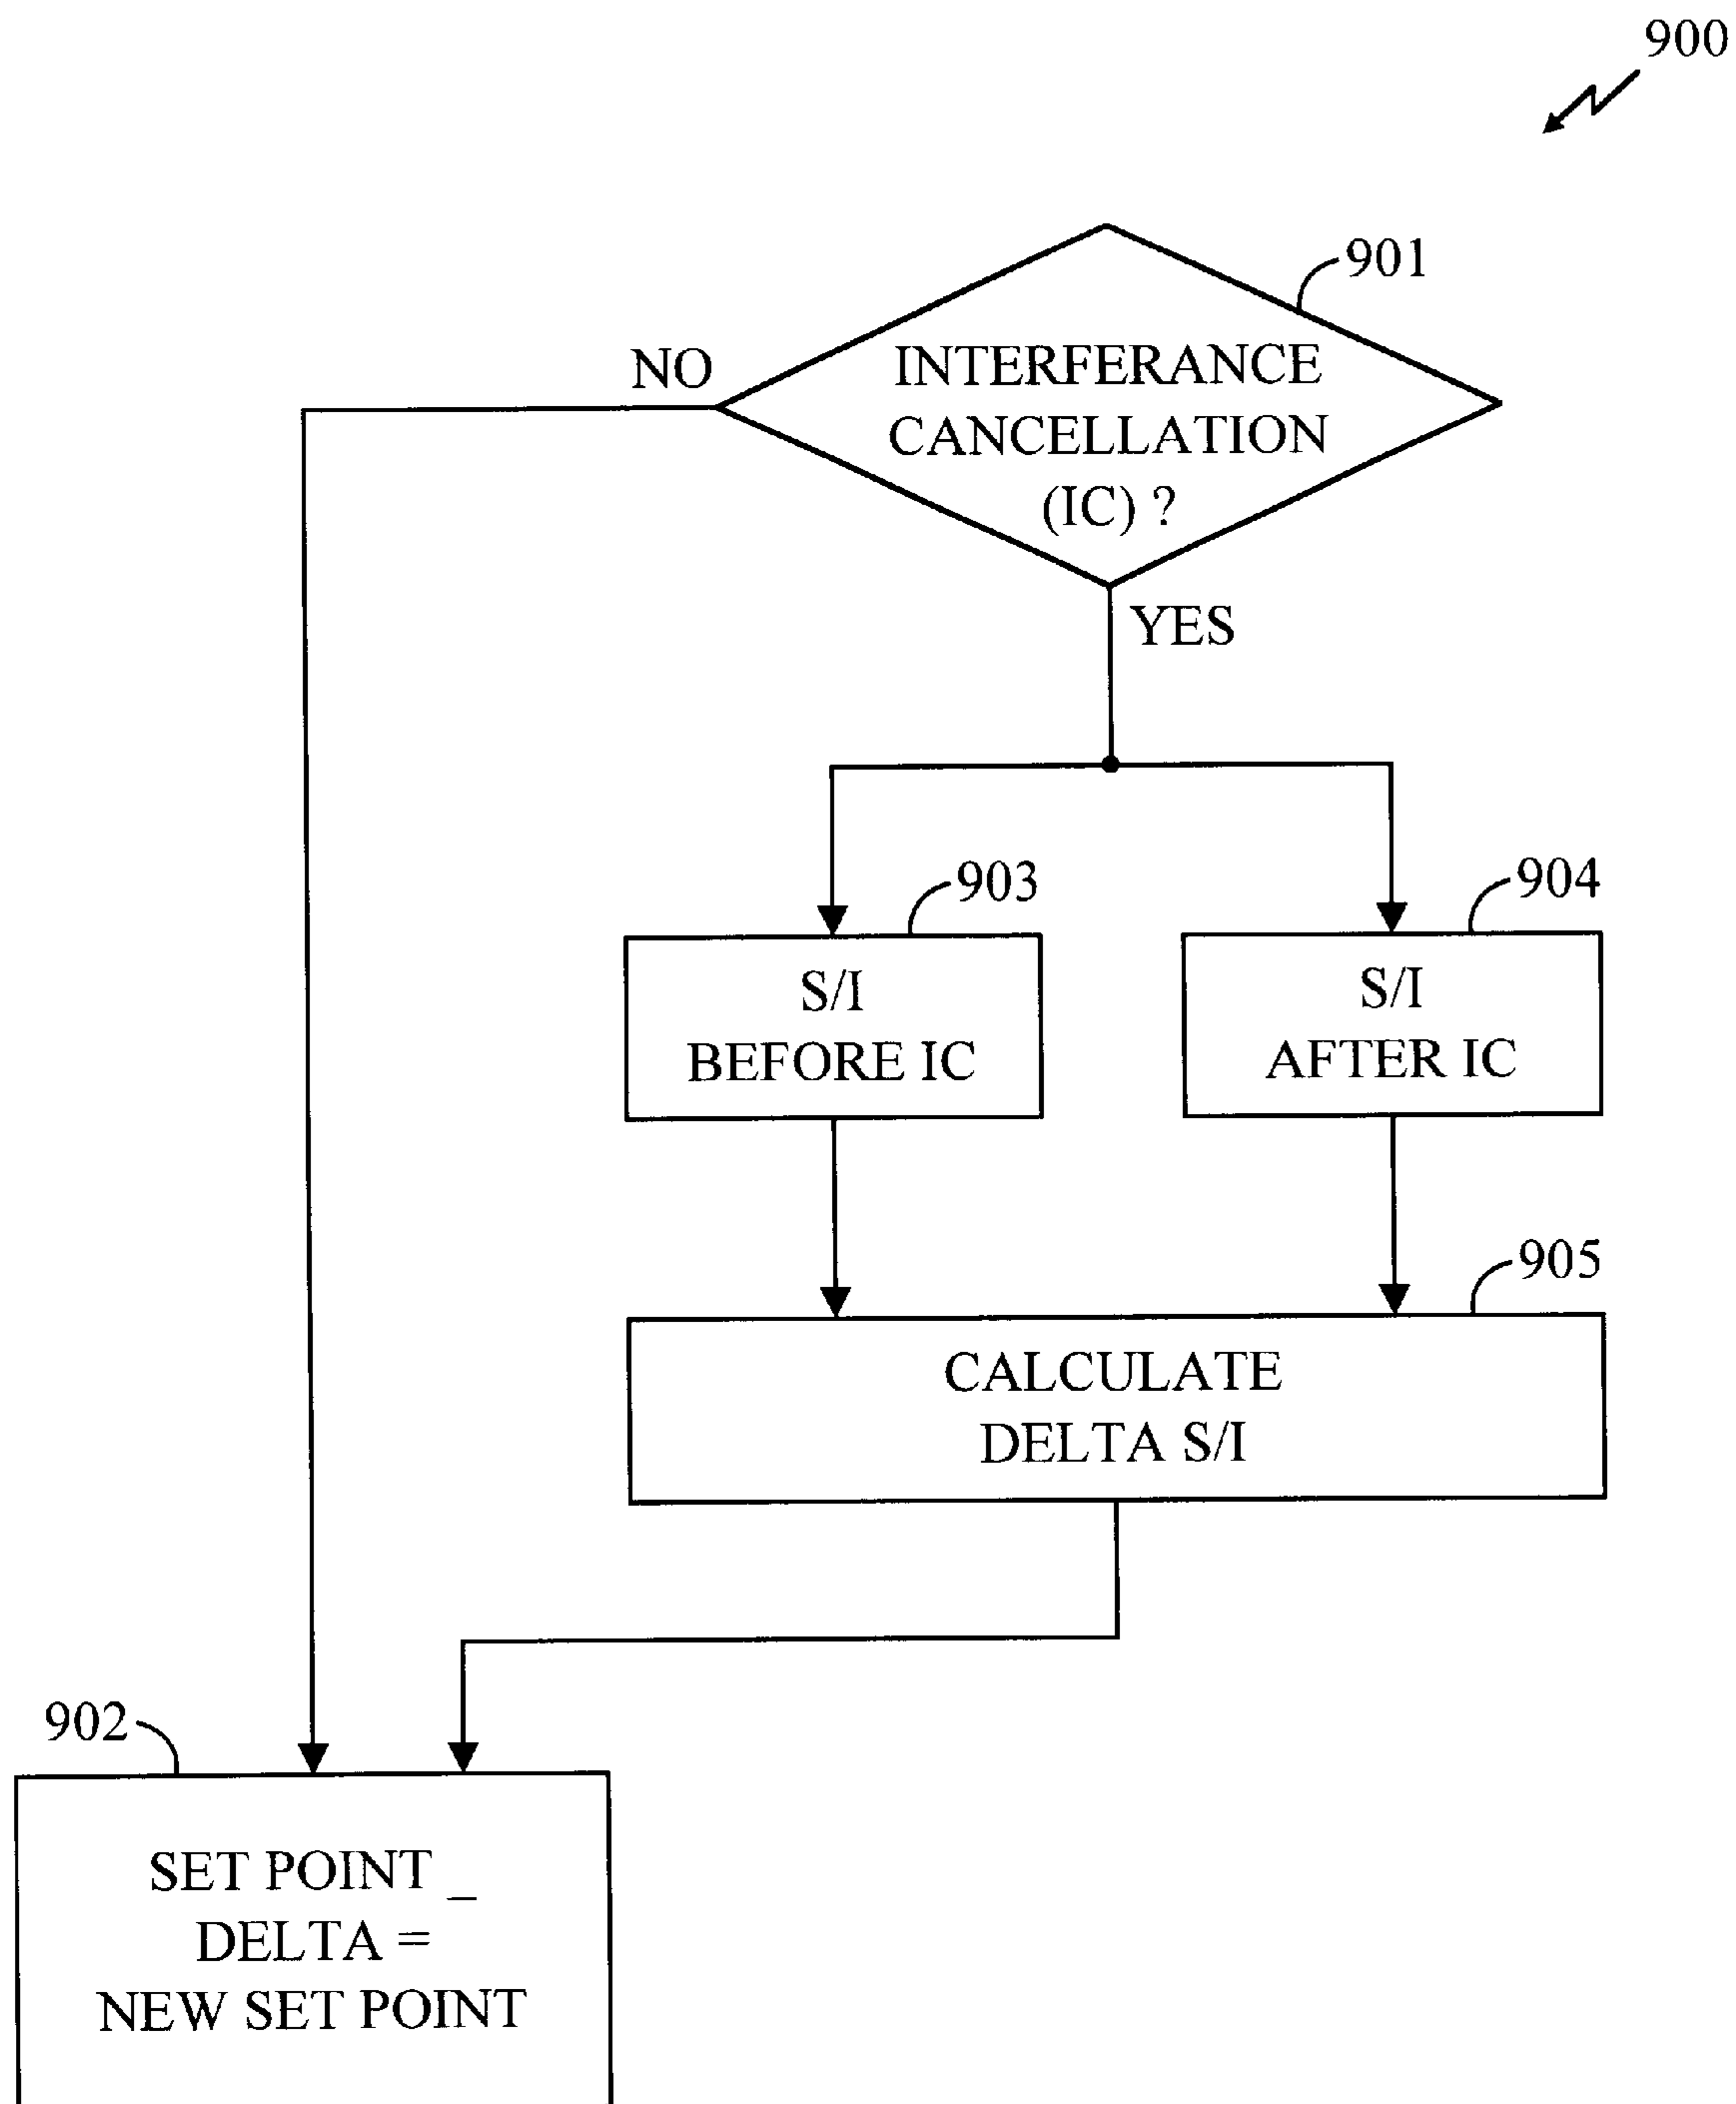 900
901
NO
INTERFERANCE
CANCELLATION
(IC) ?
YES
903
904
S/I
BEFORE IC
S/I
AFTER IC
905
CALCULATE
DELTA S/I
902
SET POINT _
DELTA =
NEW SET POINT